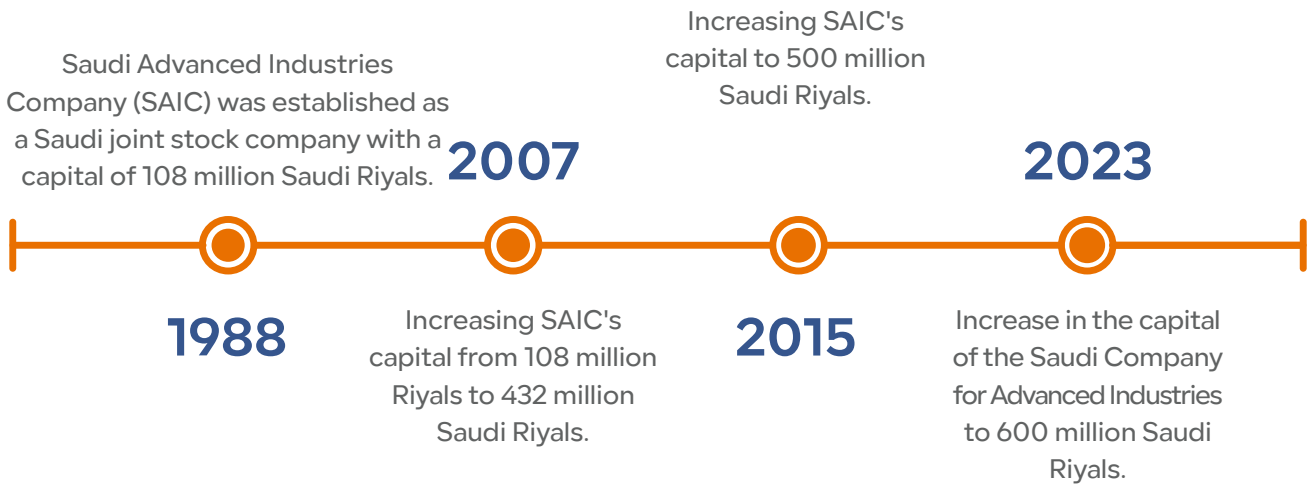 Saudi Advanced Industries
Company (SAIC) was established as
a Saudi joint stock company with a
capital of 108 million Saudi Riyals.
1988
2007
Increasing SAIC's
capital from 108 million
Riyals to 432 million
Saudi Riyals.
Increasing SAIC's
capital to 500 million
Saudi Riyals.
2015
2023
Increase in the capital
of the Saudi Company
for Advanced Industries
to 600 million Saudi
Riyals.